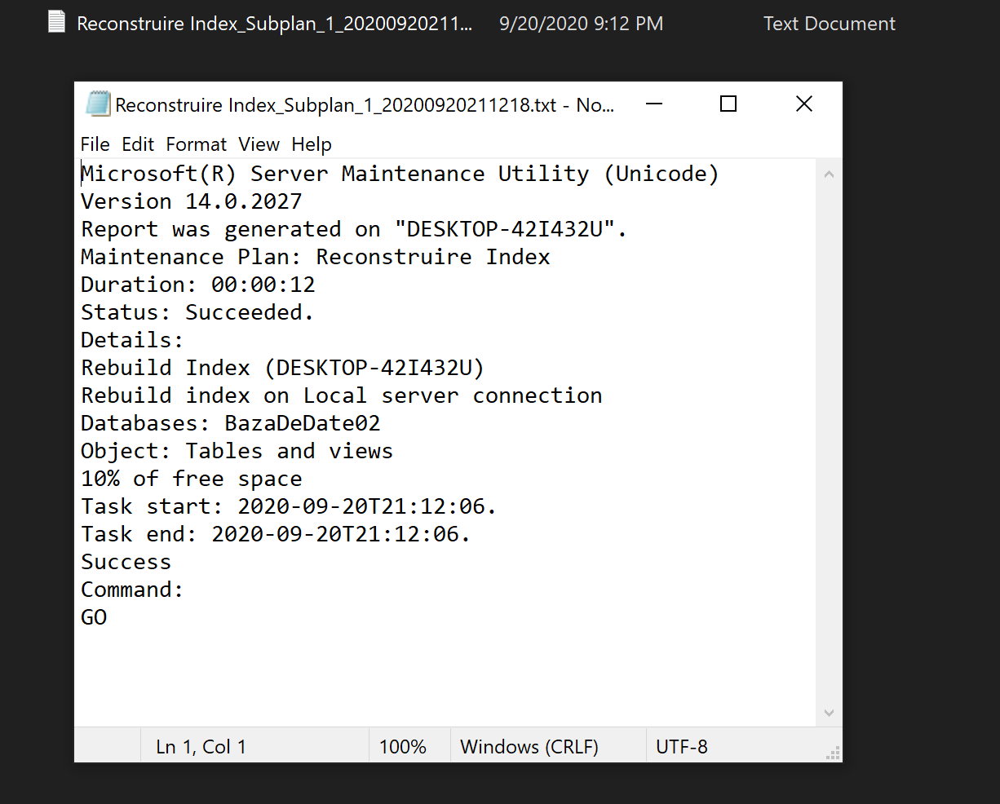 Reconstruire Index_Subplan_1_20200920211... 9/20/2020 9:12 PM Text Document
Reconstruire Index_Subplan_1_20200920211218.txt - No...
File Edit Format View Help
Microsoft(R) Server Maintenance Utility (Unicode)
Version 14.0.2027
Report was generated on "DESKTOP-42I432U".
Maintenance Plan: Reconstruire Index
Duration: 00:00:12
Status: Succeeded.
Details:
Rebuild Index (DESKTOP-42I432U)
Rebuild index on Local server connection
Databases: BazaDeDate02
Object: Tables and views
10% of free space
Task start: 2020-09-20T21:12:06.
Task end: 2020-09-20T21:12:06.
Success
Command:
GO
Ln 1, Col 1 100% Windows (CRLF) UTF-8